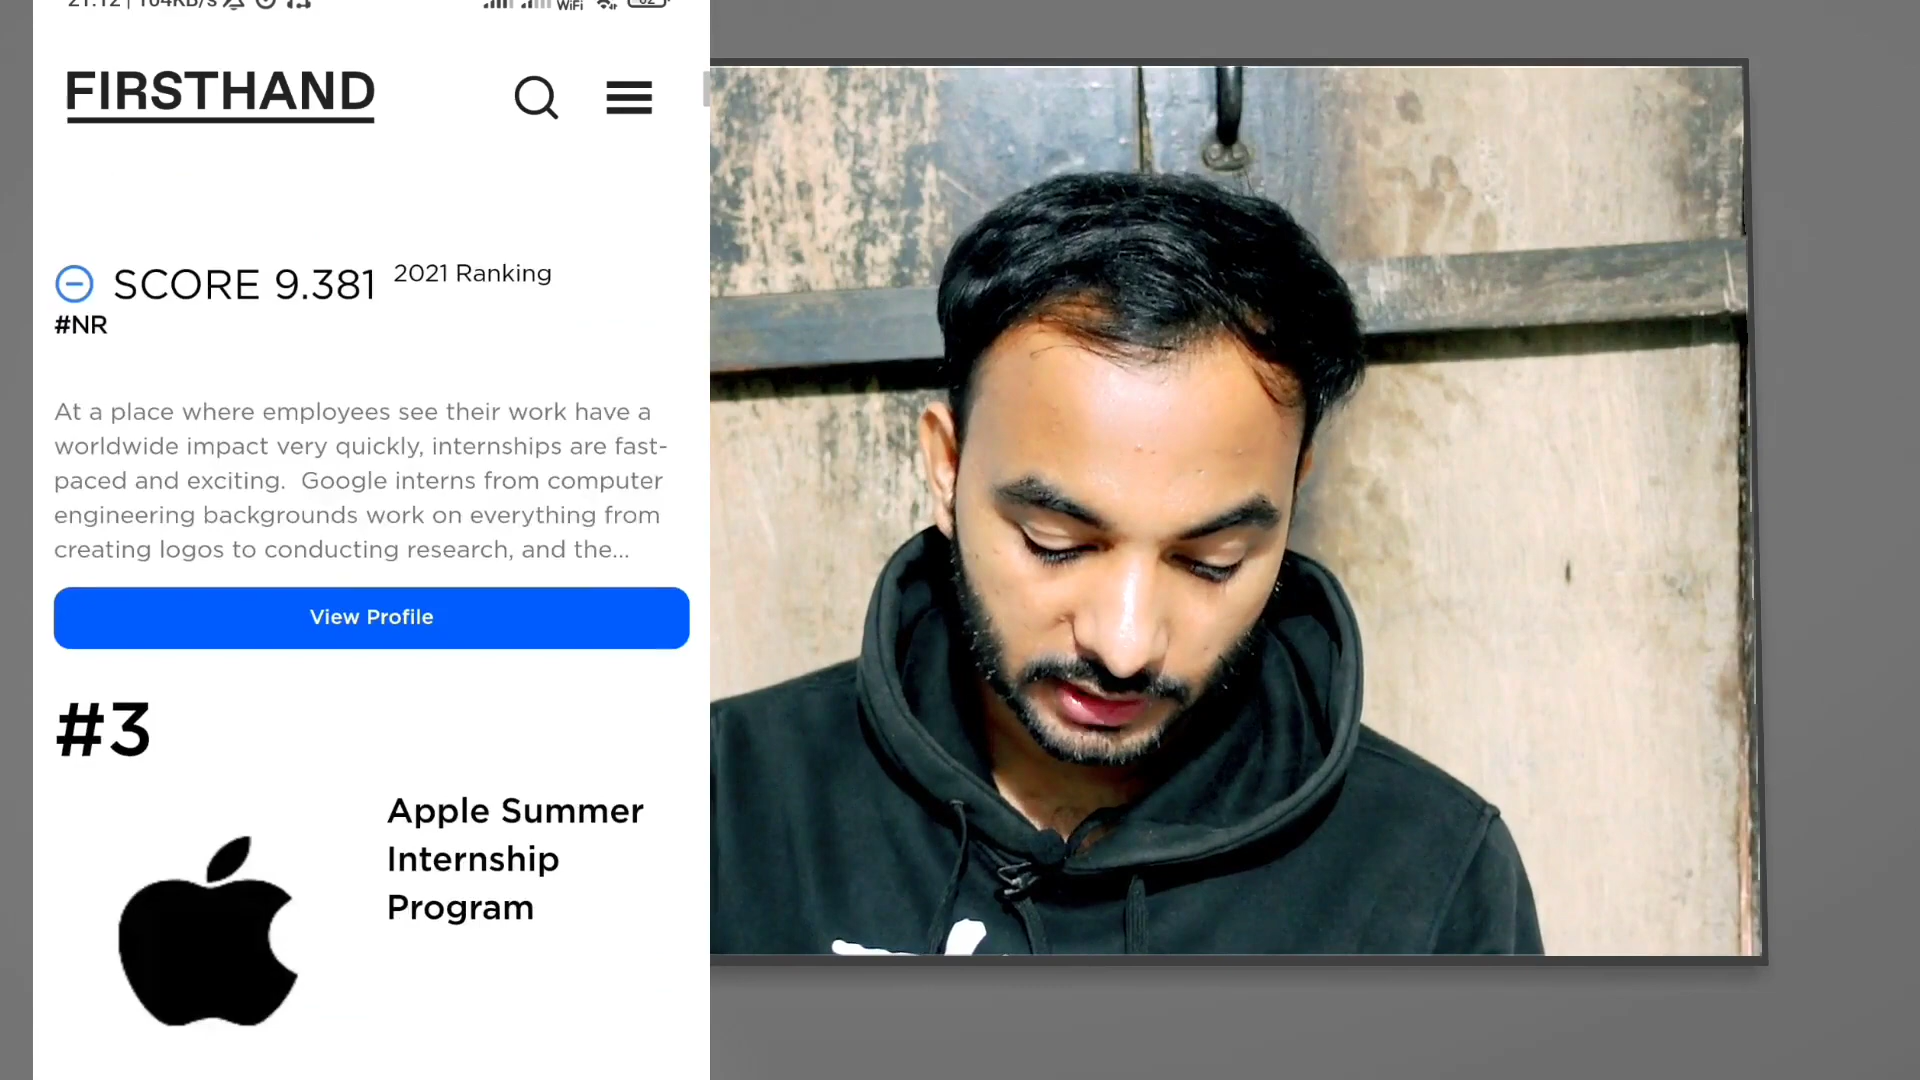 FIRSTHAND
SCORE 9.381 2021 Ranking
#NR
At a place where employees see their work have a
worldwide impact very quickly, internships are fast-
paced and exciting.  Google interns from computer
engineering backgrounds work on everything from
creating logos to conducting research, and the...
View Profile
#3
Apple Summer
Internship
Program